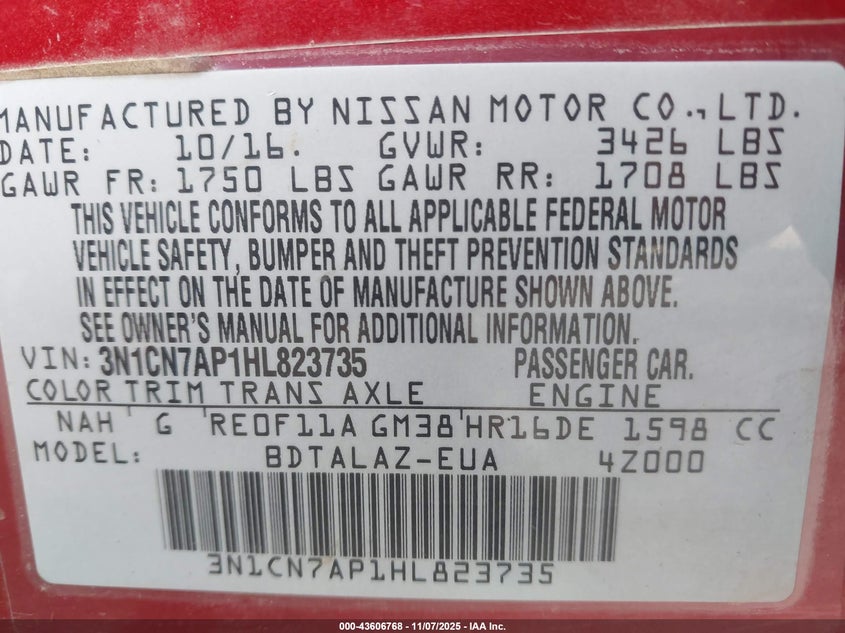 MANUFACTURED BY NISSAN MOTOR CO., LTD.
DATE: 10/16. GVWR: 3426 LBS
GAWR FR: 1750 LBS GAWR RR: 1708 LBS
THIS VEHICLE CONFORMS TO ALL APPLICABLE FEDERAL MOTOR
VEHICLE SAFETY, BUMPER AND THEFT PREVENTION STANDARDS
IN EFFECT ON THE DATE OF MANUFACTURE SHOWN ABOVE.
SEE OWNER'S MANUAL FOR ADDITIONAL INFORMATION.
VIN: 3N1CN7AP1HL823735 PASSENGER CAR.
COLOR TRIM TRANS AXLE ENGINE
NAH G RE0F11A GM38 HR16DE 1598 CC
MODEL: BDTALAZ-EUA 4Z000
3N1CN7AP1HL823735
000-43606768 - 11/07/2025 - IAA Inc.